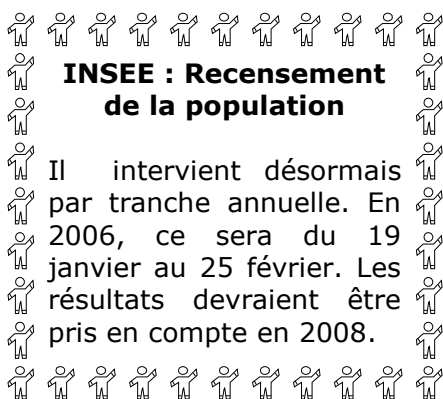 INSEE : Recensement
de la population
Il intervient désormais
par tranche annuelle. En
2006, ce sera du 19
janvier au 25 février. Les
résultats devraient être
pris en compte en 2008.